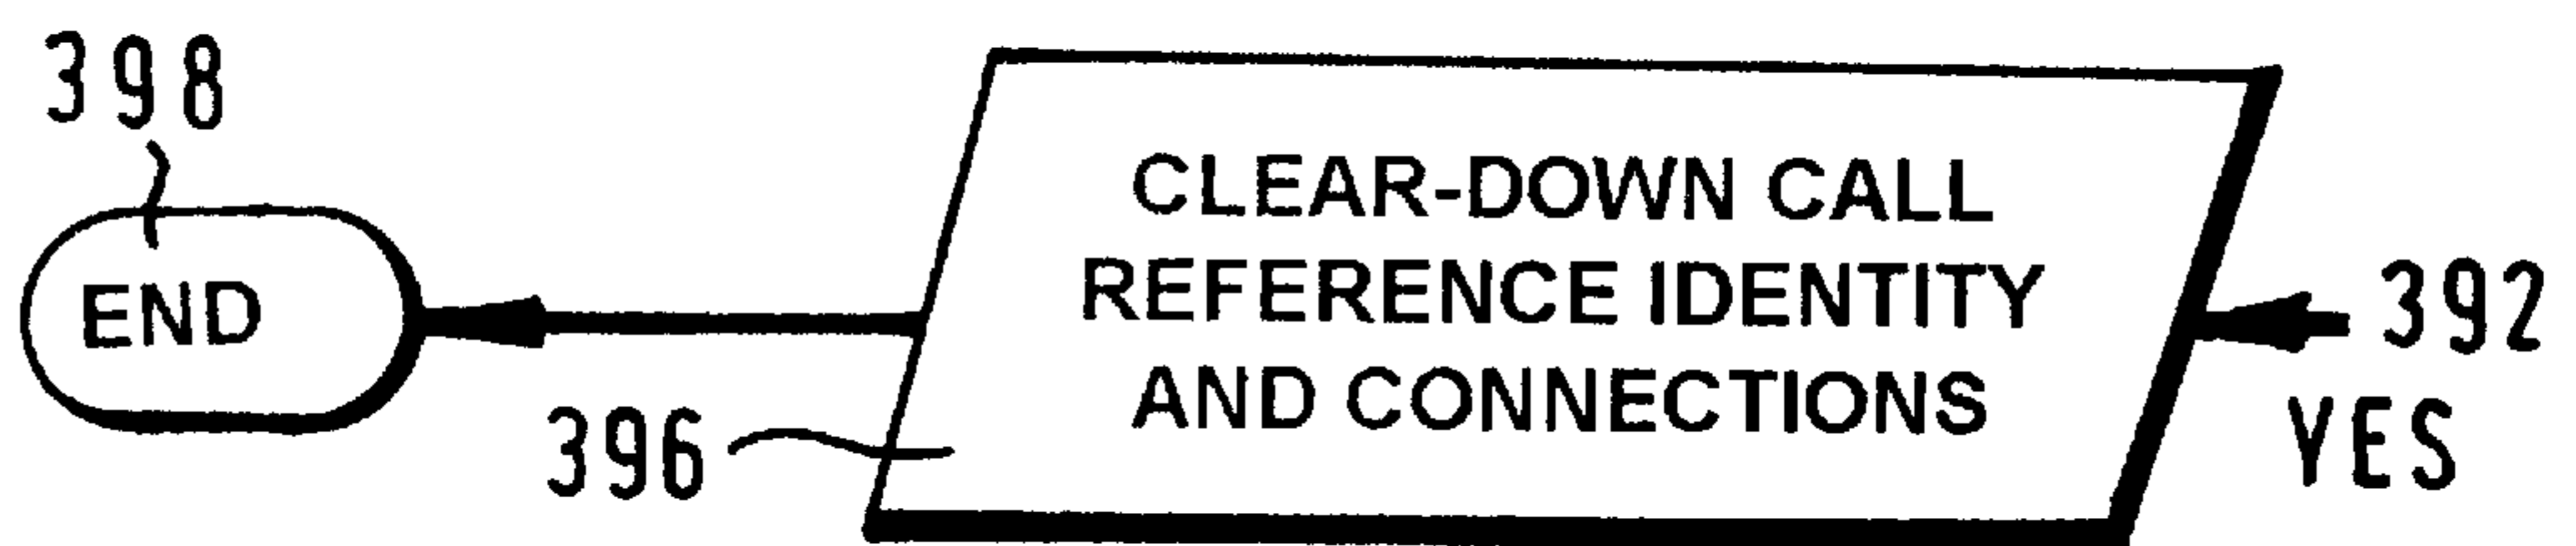 398
END
CLEAR-DOWN CALL
REFERENCE IDENTITY
AND CONNECTIONS
396
392
YES